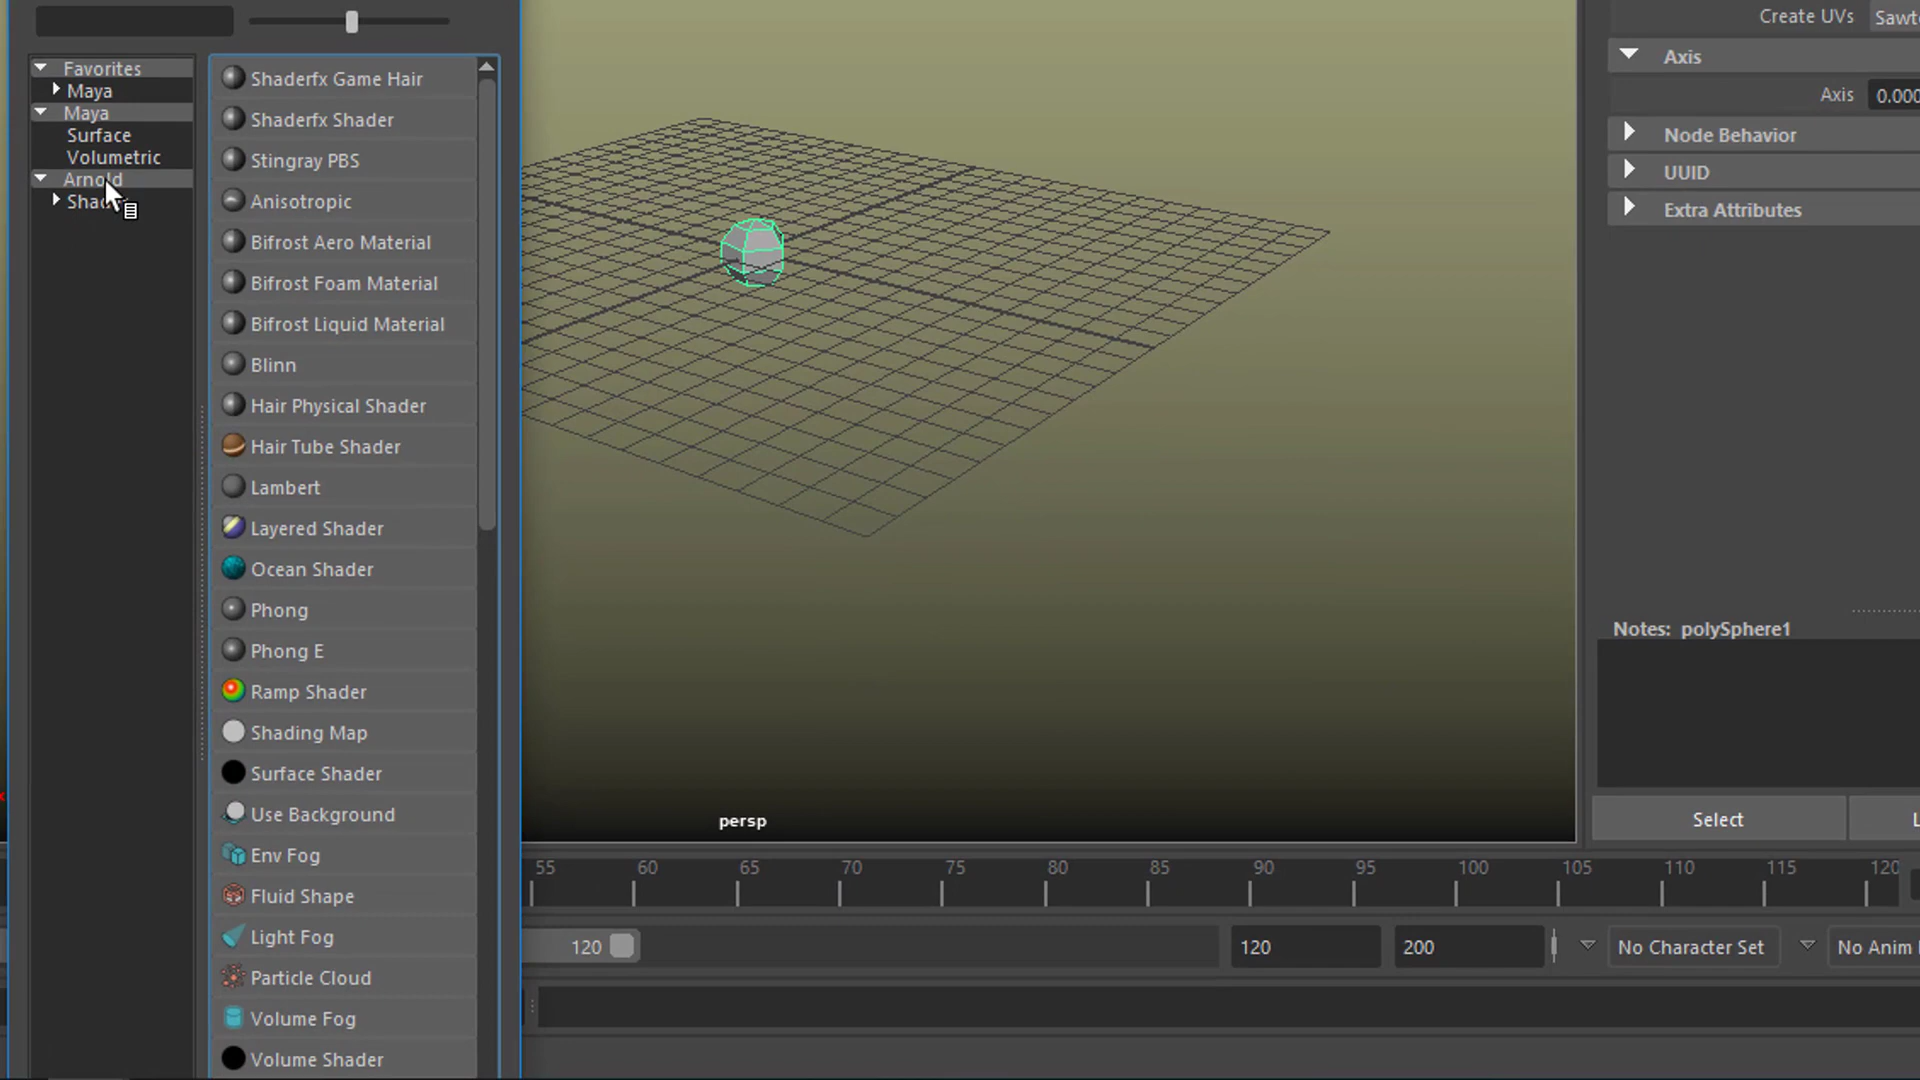 Favorites
Maya
Maya
Surface
Volumetric
Arnold
Shaderfx Game Hair
Shaderfx Shader
Stingray PBS
Anisotropic
Bifrost Aero Material
Bifrost Foam Material
Bifrost Liquid Material
Blinn
Hair Physical Shader
Hair Tube Shader
Lambert
Layered Shader
Ocean Shader
Phong
Phong E
Ramp Shader
Shading Map
Surface Shader
Use Background
Env Fog
Fluid Shape
Light Fog
Particle Cloud
Volume Fog
Volume Shader
persp
Create UVs
Axis
Axis 0.000
Node Behavior
UUID
Extra Attributes
Notes: polySphere1
Select
55 60 65 70 75 80 85 90 95 100 105 110 115 120
120 120 200 No Character Set No Anim